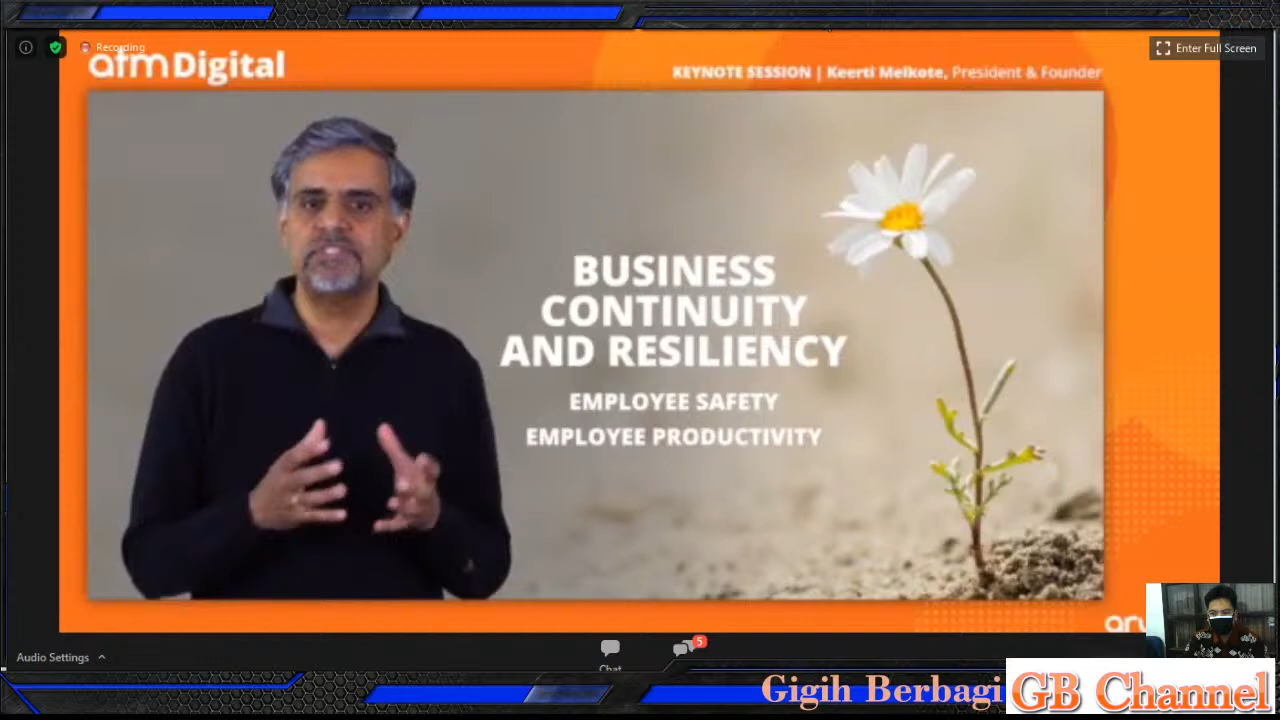 Recording
Enter Full Screen
atm Digital
KEYNOTE SESSION | Keerti Melkote, President & Founder
BUSINESS
CONTINUITY
AND RESILIENCY
EMPLOYEE SAFETY
EMPLOYEE PRODUCTIVITY
5
Audio Settings
Chat
Gigih Berbagi
GB Channel